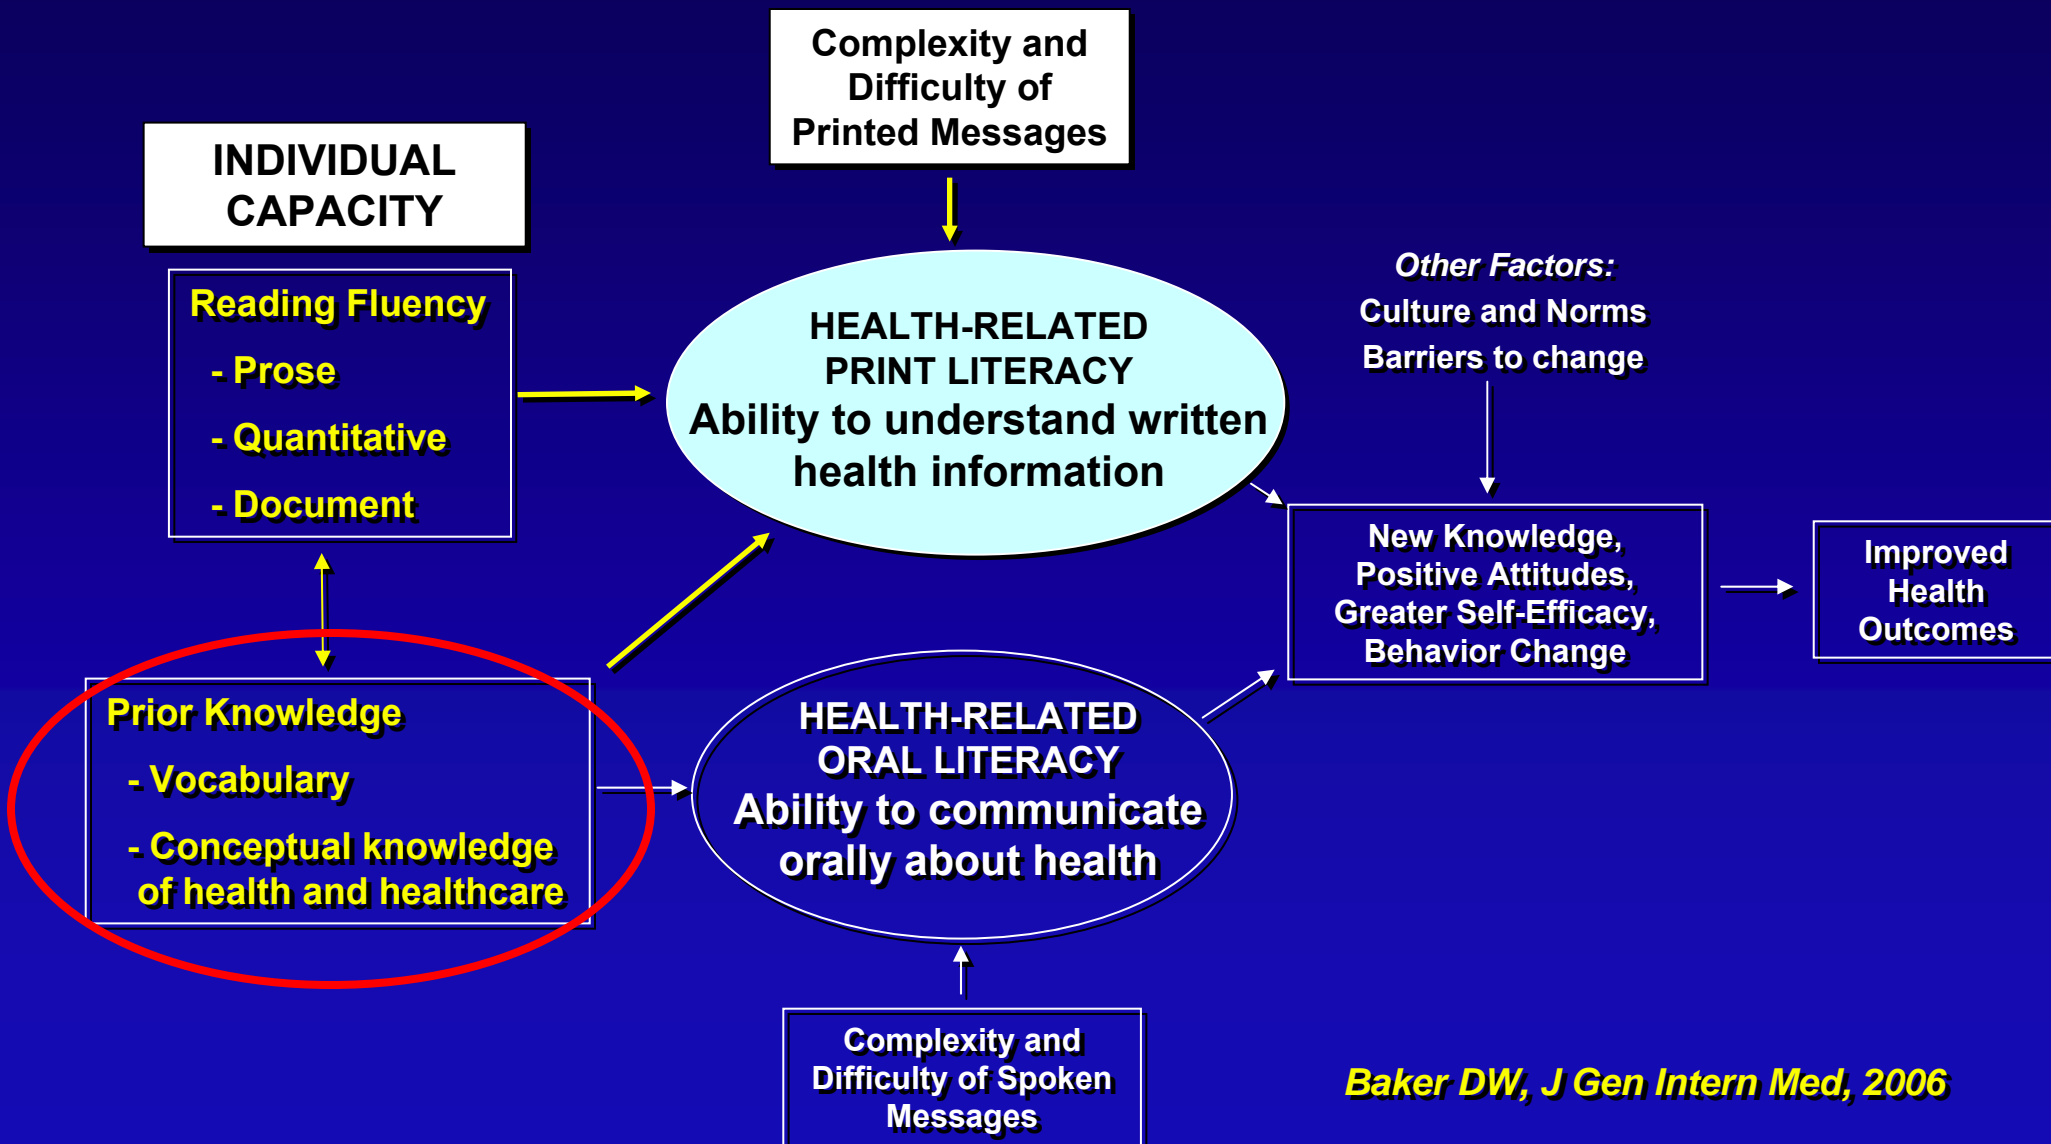 Complexity and
Difficulty of
Printed Messages
INDIVIDUAL
CAPACITY
Reading Fluency
- Prose
- Quantitative
- Document
HEALTH-RELATED
PRINT LITERACY
Ability to understand written
health information
Other Factors:
Culture and Norms
Barriers to change
New Knowledge,
Positive Attitudes,
Greater Self-Efficacy,
Behavior Change
Improved
Health
Outcomes
Prior Knowledge
- Vocabulary
- Conceptual knowledge
of health and healthcare
HEALTH-RELATED
ORAL LITERACY
Ability to communicate
orally about health
Complexity and
Difficulty of Spoken
Messages
Baker DW, J Gen Intern Med, 2006